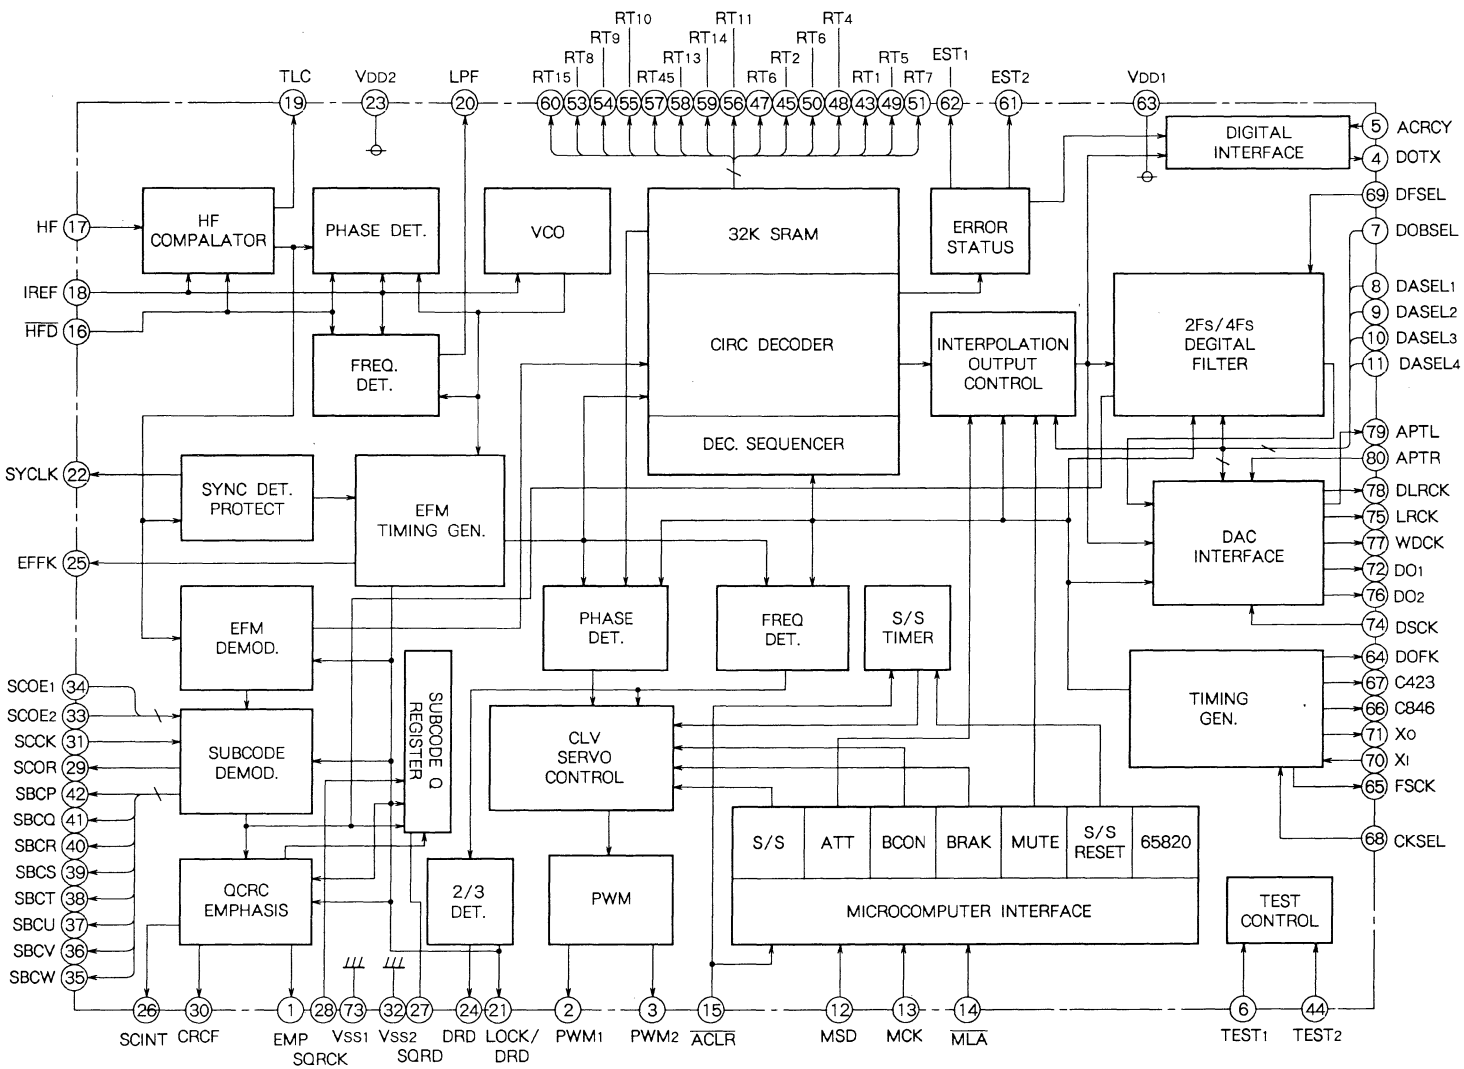 RT10 RT11 RT4
RT9 RT14 RT6
RT8 RT13 RT2 RT5 EST1
TLC VDD2 LPF RT15 RT45 RT6 RT1 RT7 EST2 VDD1
19 23 20 60 53 54 55 57 58 59 56 47 45 50 48 43 49 51 62 61 63
DIGITAL
INTERFACE
5 ACRCY
4 DOTX
69 DFSEL
7 DOBSEL
8 DASEL1
9 DASEL2
10 DASEL3
11 DASEL4
79 APTL
80 APTR
78 DLRCK
75 LRCK
77 WDCK
72 DO1
76 DO2
74 DSCK
64 DOFK
67 C423
66 C846
71 XO
70 XI
65 FSCK
68 CKSEL
HF 17
IREF 18
HFD 16
SYCLK 22
EFFK 25
SCOE1 34
SCOE2 33
SCCK 31
SCOR 29
SBCP 42
SBCQ 41
SBCR 40
SBCS 39
SBCT 38
SBCU 37
SBCV 36
SBCW 35
HF
COMPALATOR
PHASE DET.
VCO
32K SRAM
ERROR
STATUS
FREQ.
DET.
CIRC DECODER
INTERPOLATION
OUTPUT
CONTROL
2FS/4FS
DEGITAL
FILTER
DEC. SEQUENCER
SYNC DET.
PROTECT
EFM
TIMING GEN.
DAC
INTERFACE
EFM
DEMOD.
PHASE
DET.
FREQ
DET.
S/S
TIMER
SUBCODE Q
REGISTER
TIMING
GEN.
SUBCODE
DEMOD.
CLV
SERVO
CONTROL
S/S ATT BCON BRAK MUTE S/S
RESET 65820
MICROCOMPUTER INTERFACE
QCRC
EMPHASIS
2/3
DET.
PWM
TEST
CONTROL
26 30 1 28 73 32 27 24 21 2 3 15 12 13 14 6 44
SCINT CRCF EMP SQRCK VSS1 VSS2 SQRD DRD LOCK/
DRD PWM1 PWM2 ACLR MSD MCK MLA TEST1 TEST2